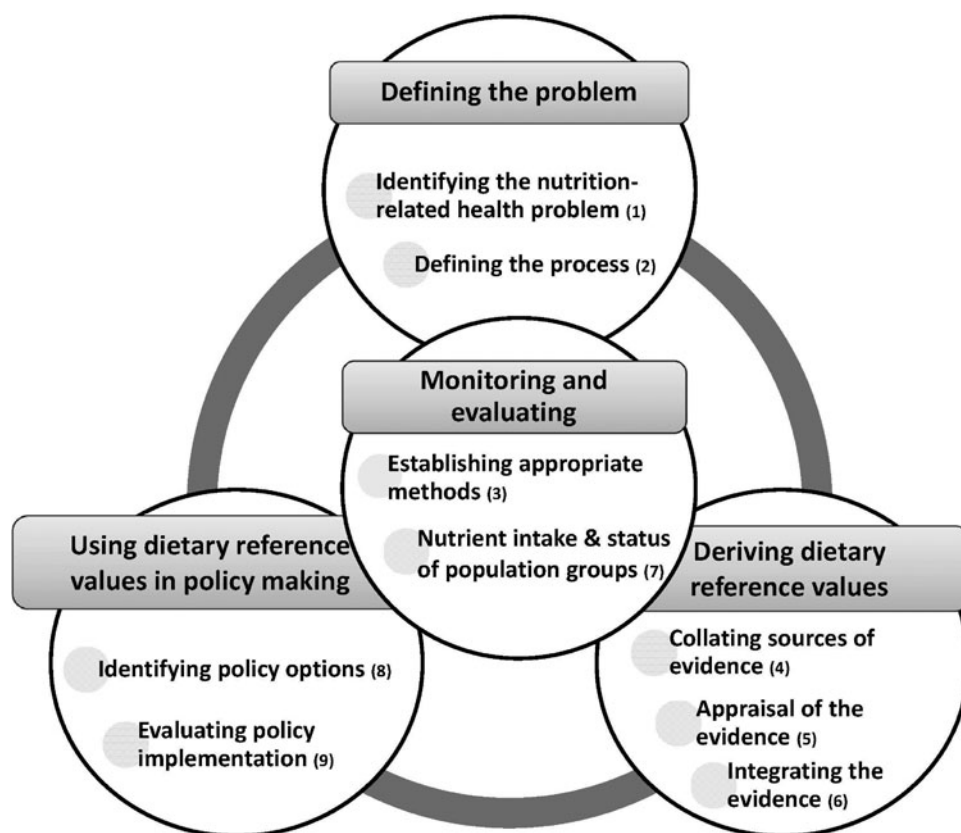 Defining the problem
Identifying the nutrition-
related health problem (1)
Defining the process (2)
Monitoring and
evaluating
Establishing appropriate
methods (3)
Nutrient intake & status
of population groups (7)
Using dietary reference
values in policy making
Identifying policy options (8)
Evaluating policy
implementation (9)
Deriving dietary
reference values
Collating sources of
evidence (4)
Appraisal of the
evidence (5)
Integrating the
evidence (6)